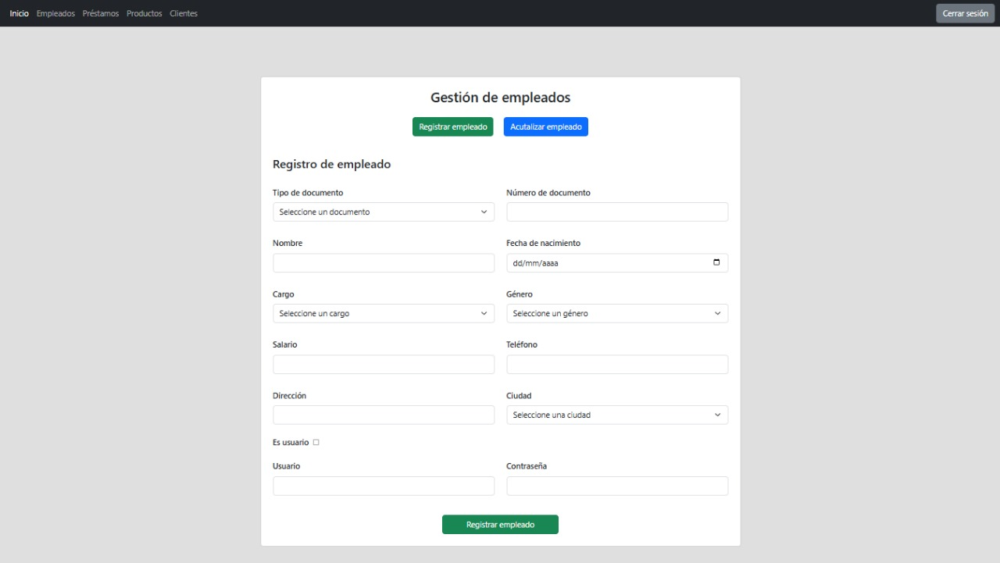 Inicio Empleados Préstamos Productos Clientes Cerrar sesión
Gestión de empleados
Registrar empleado Acutalizar empleado
Registro de empleado
Tipo de documento Número de documento
Seleccione un documento
Nombre Fecha de nacimiento
dd/mm/aaaa
Cargo Género
Seleccione un cargo Seleccione un género
Salario Teléfono
Dirección Ciudad
Seleccione una ciudad
Es usuario
Usuario Contraseña
Registrar empleado